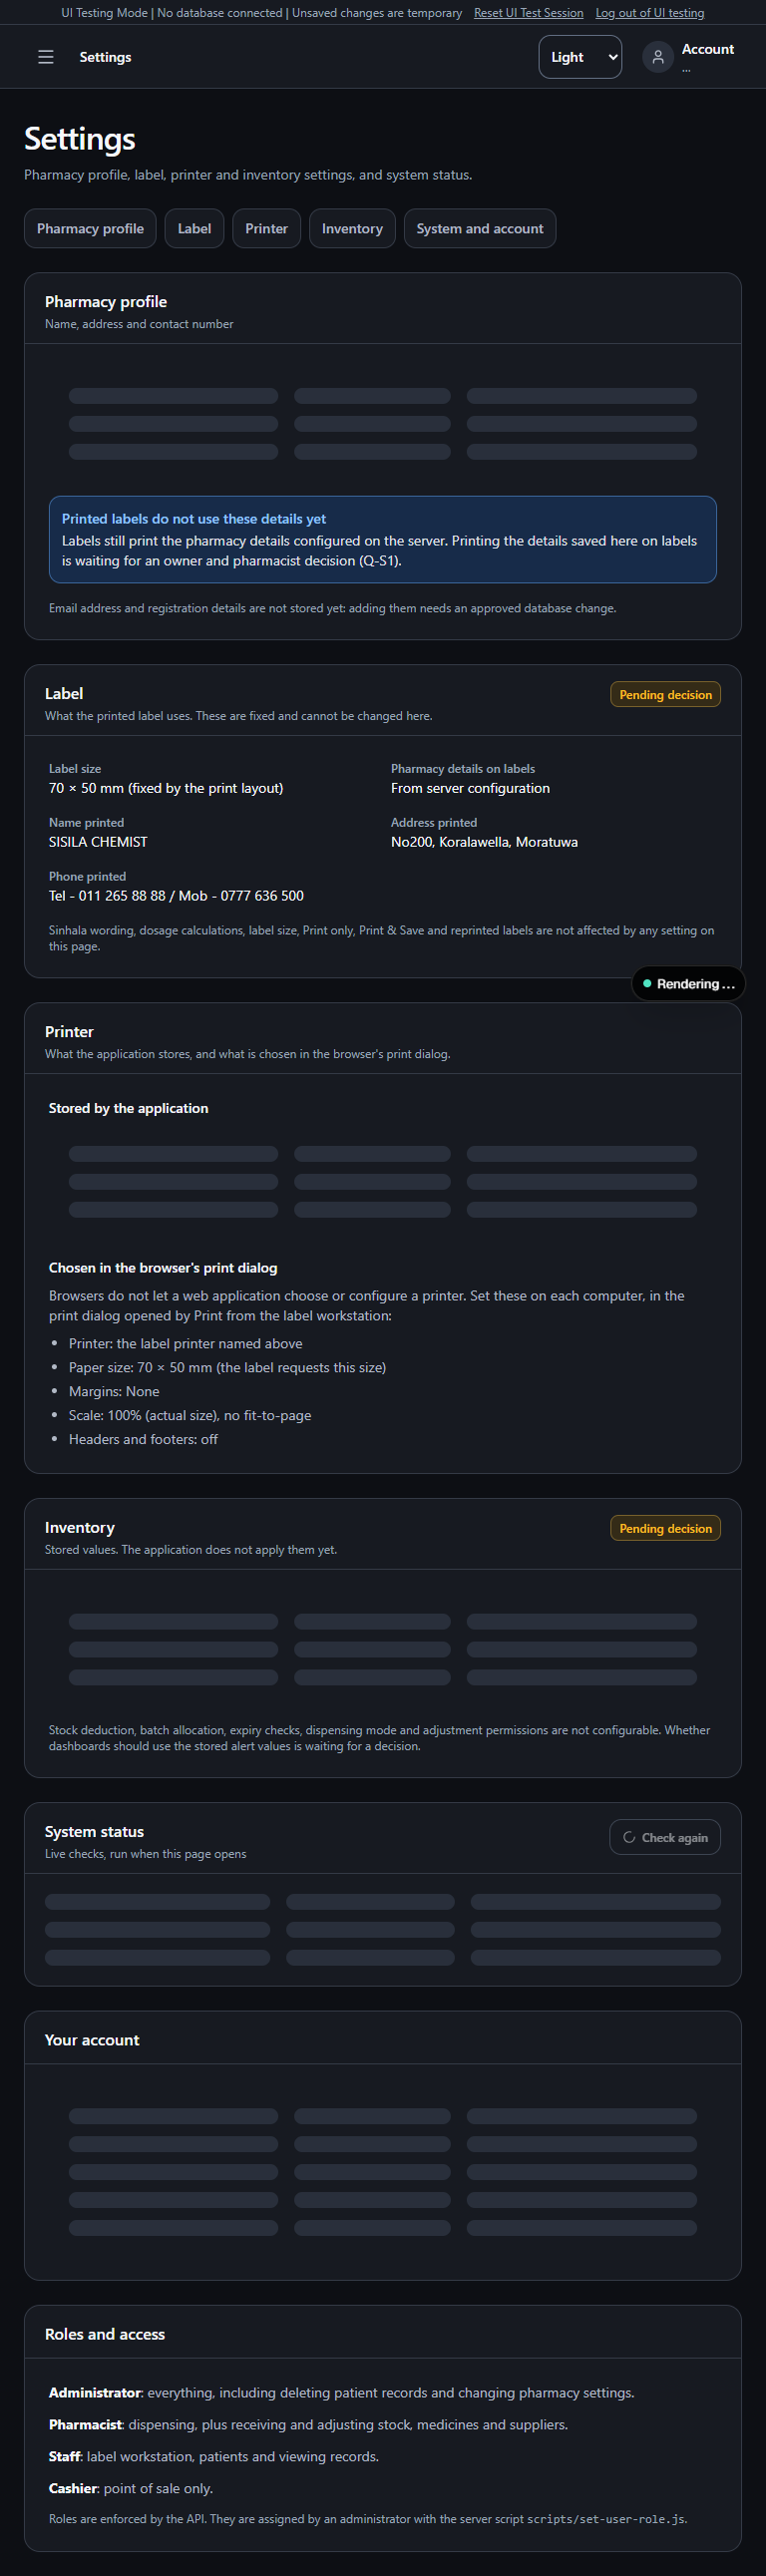 UI Testing Mode | No database connected | Unsaved changes are temporary Reset UI Test Session Log out of UI testing
Settings
Light
Account
...
Settings
Pharmacy profile, label, printer and inventory settings, and system status.
Pharmacy profile
Label
Printer
Inventory
System and account
Pharmacy profile
Name, address and contact number
Printed labels do not use these details yet
Labels still print the pharmacy details configured on the server. Printing the details saved here on labels
is waiting for an owner and pharmacist decision (Q-S1).
Email address and registration details are not stored yet: adding them needs an approved database change.
Label
Pending decision
What the printed label uses. These are fixed and cannot be changed here.
Label size
70 × 50 mm (fixed by the print layout)
Pharmacy details on labels
From server configuration
Name printed
SISILA CHEMIST
Address printed
No200, Koralawella, Moratuwa
Phone printed
Tel - 011 265 88 88 / Mob - 0777 636 500
Sinhala wording, dosage calculations, label size, Print only, Print & Save and reprinted labels are not affected by any setting on
this page.
Rendering ...
Printer
What the application stores, and what is chosen in the browser's print dialog.
Stored by the application
Chosen in the browser's print dialog
Browsers do not let a web application choose or configure a printer. Set these on each computer, in the
print dialog opened by Print from the label workstation:
• Printer: the label printer named above
• Paper size: 70 × 50 mm (the label requests this size)
• Margins: None
• Scale: 100% (actual size), no fit-to-page
• Headers and footers: off
Inventory
Pending decision
Stored values. The application does not apply them yet.
Stock deduction, batch allocation, expiry checks, dispensing mode and adjustment permissions are not configurable. Whether
dashboards should use the stored alert values is waiting for a decision.
System status
Live checks, run when this page opens
Check again
Your account
Roles and access
Administrator: everything, including deleting patient records and changing pharmacy settings.
Pharmacist: dispensing, plus receiving and adjusting stock, medicines and suppliers.
Staff: label workstation, patients and viewing records.
Cashier: point of sale only.
Roles are enforced by the API. They are assigned by an administrator with the server script scripts/set-user-role.js.